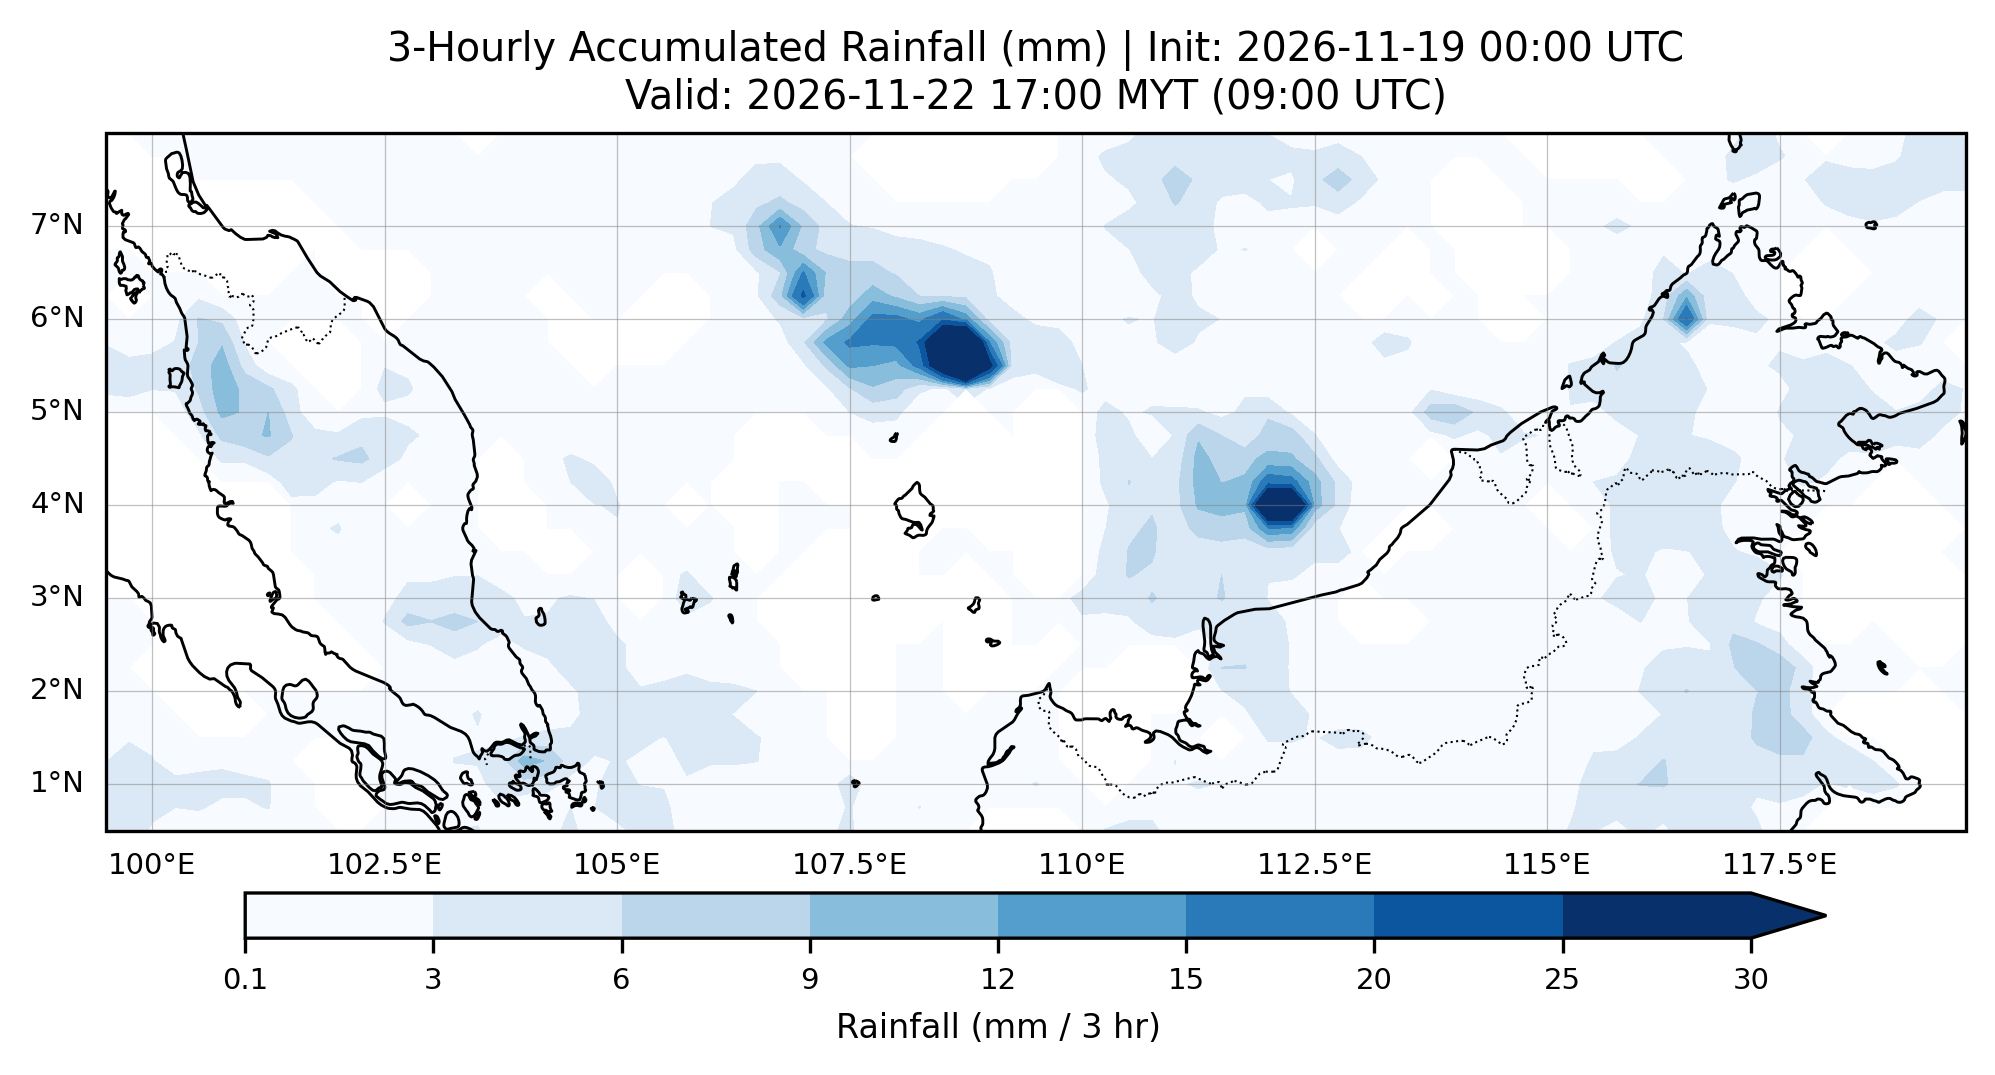 3-Hourly Accumulated Rainfall (mm) | Init: 2026-11-19 00:00 UTC
Valid: 2026-11-22 17:00 MYT (09:00 UTC)
7°N
6°N
5°N
4°N
3°N
2°N
1°N
100°E 102.5°E 105°E 107.5°E 110°E 112.5°E 115°E 117.5°E
0.1 3 6 9 12 15 20 25 30
Rainfall (mm / 3 hr)